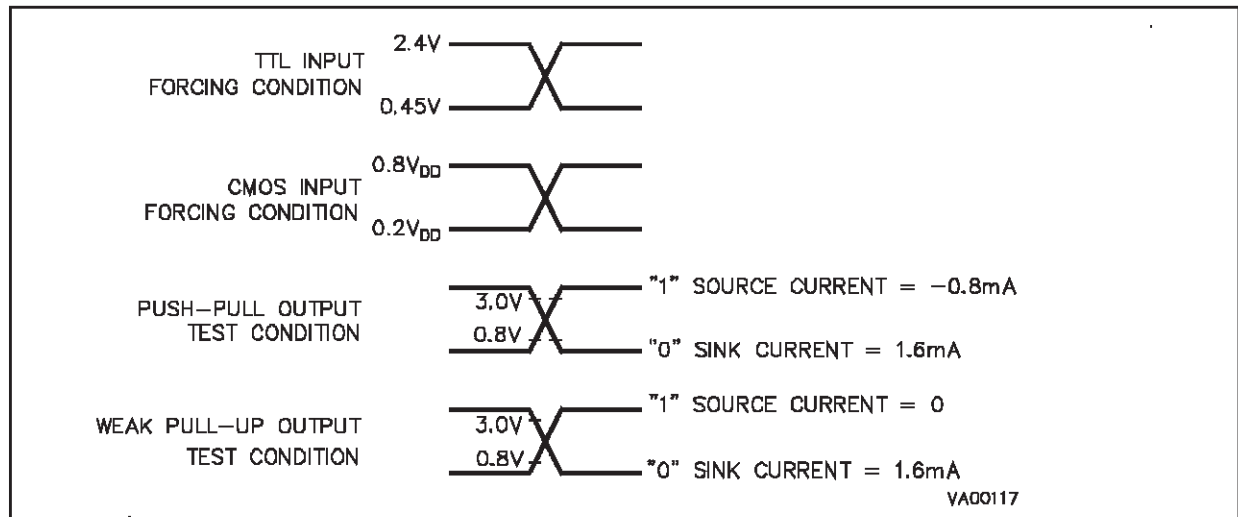 2.4V
TTL INPUT
FORCING CONDITION
0.45V
0.8VDD
CMOS INPUT
FORCING CONDITION
0.2VDD
"1" SOURCE CURRENT = −0.8mA
3.0V
PUSH−PULL OUTPUT
TEST CONDITION
0.8V
"0" SINK CURRENT = 1.6mA
"1" SOURCE CURRENT = 0
3.0V
WEAK PULL−UP OUTPUT
TEST CONDITION
0.8V
"0" SINK CURRENT = 1.6mA
VA00117